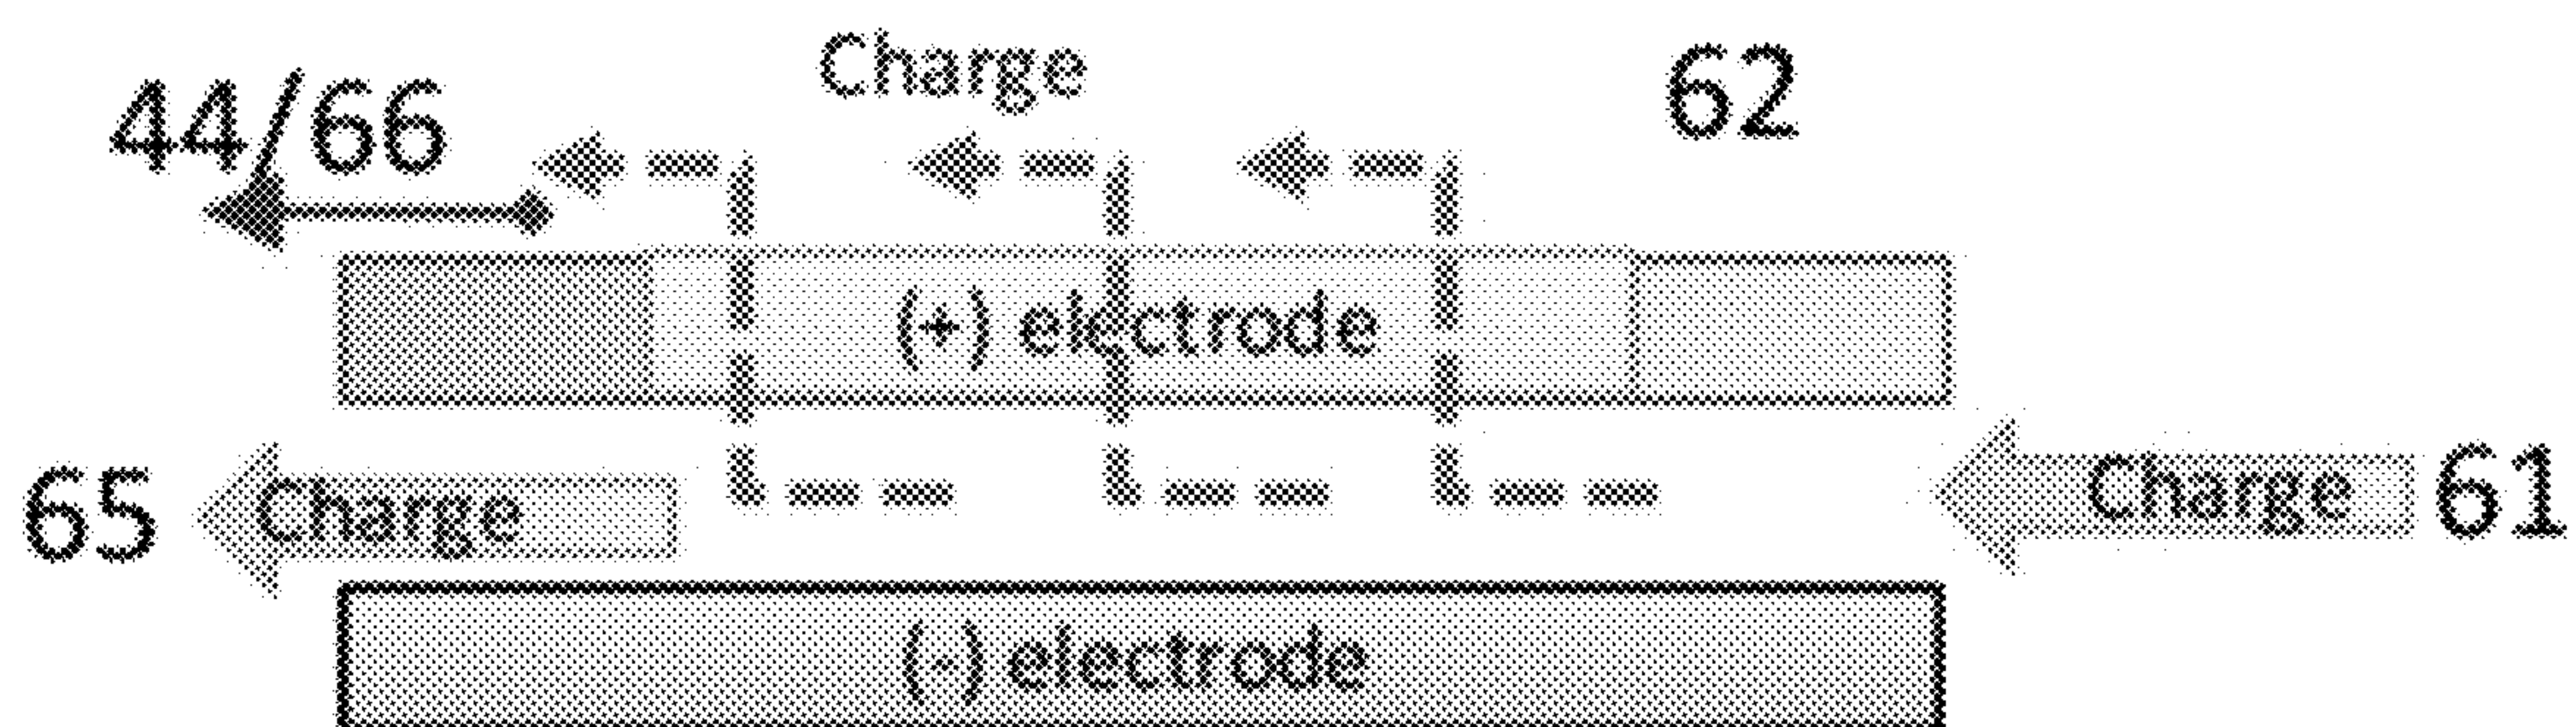 Charge
62
44/66
(+) electrode
65
Charge
Charge
61
(-) electrode